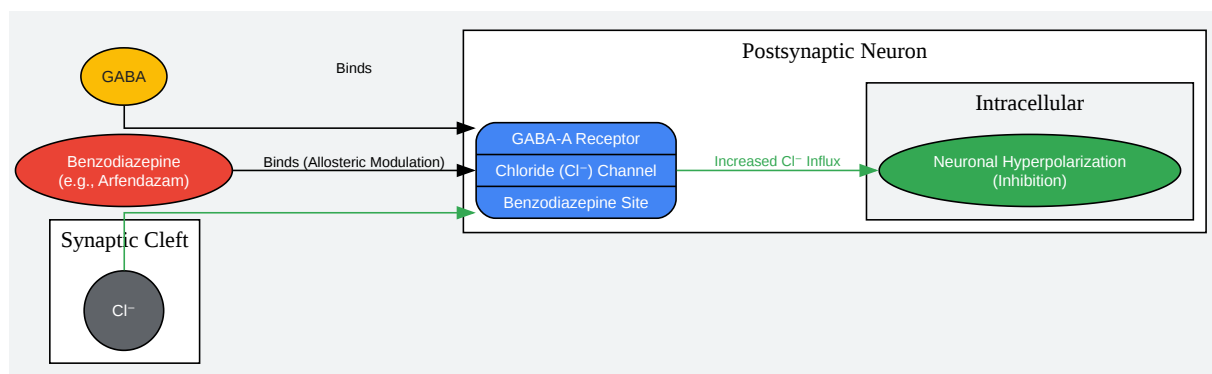 Postsynaptic Neuron
GABA
Binds
Intracellular
GABA-A Receptor
Benzodiazepine
(e.g., Arfendazam)
Binds (Allosteric Modulation)
Chloride (Cl⁻) Channel
Increased Cl⁻ Influx
Neuronal Hyperpolarization
(Inhibition)
Benzodiazepine Site
Synaptic Cleft
Cl⁻